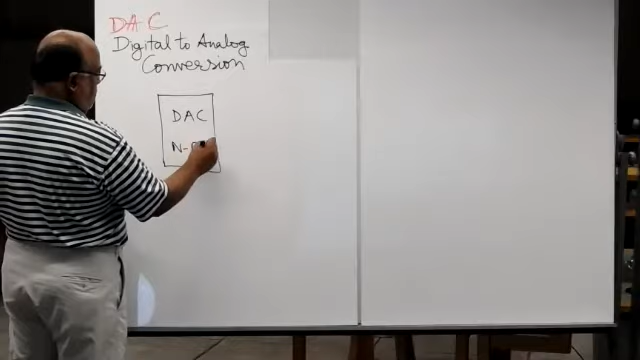 DAC
Digital to Analog
Conversion
DAC
N-